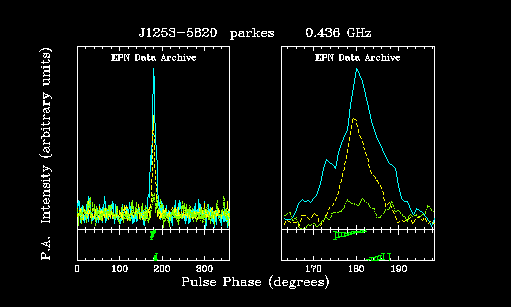 J1253-5820 parkes 0.436 GHz
EPN Data Archive EPN Data Archive
P.A. Intensity (arbitrary units)
0 100 200 300 170 180 190
Pulse Phase (degrees)